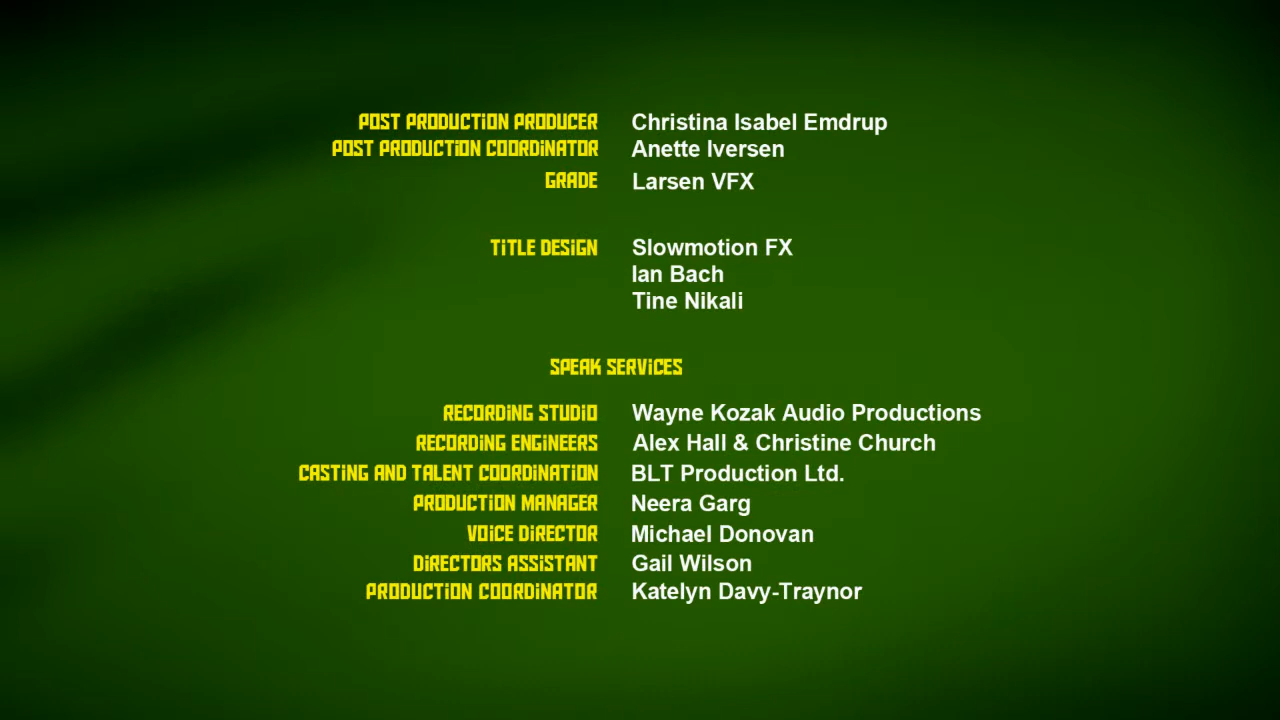 POST PRODUCTION PRODUCER Christina Isabel Emdrup
POST PRODUCTION COORDINATOR Anette Iversen
GRADE Larsen VFX
TITLE DESIGN Slowmotion FX
Ian Bach
Tine Nikali
SPEAK SERVICES
RECORDING STUDIO Wayne Kozak Audio Productions
RECORDING ENGINEERS Alex Hall & Christine Church
CASTING AND TALENT COORDINATION BLT Production Ltd.
PRODUCTION MANAGER Neera Garg
VOICE DIRECTOR Michael Donovan
DIRECTORS ASSISTANT Gail Wilson
PRODUCTION COORDINATOR Katelyn Davy-Traynor